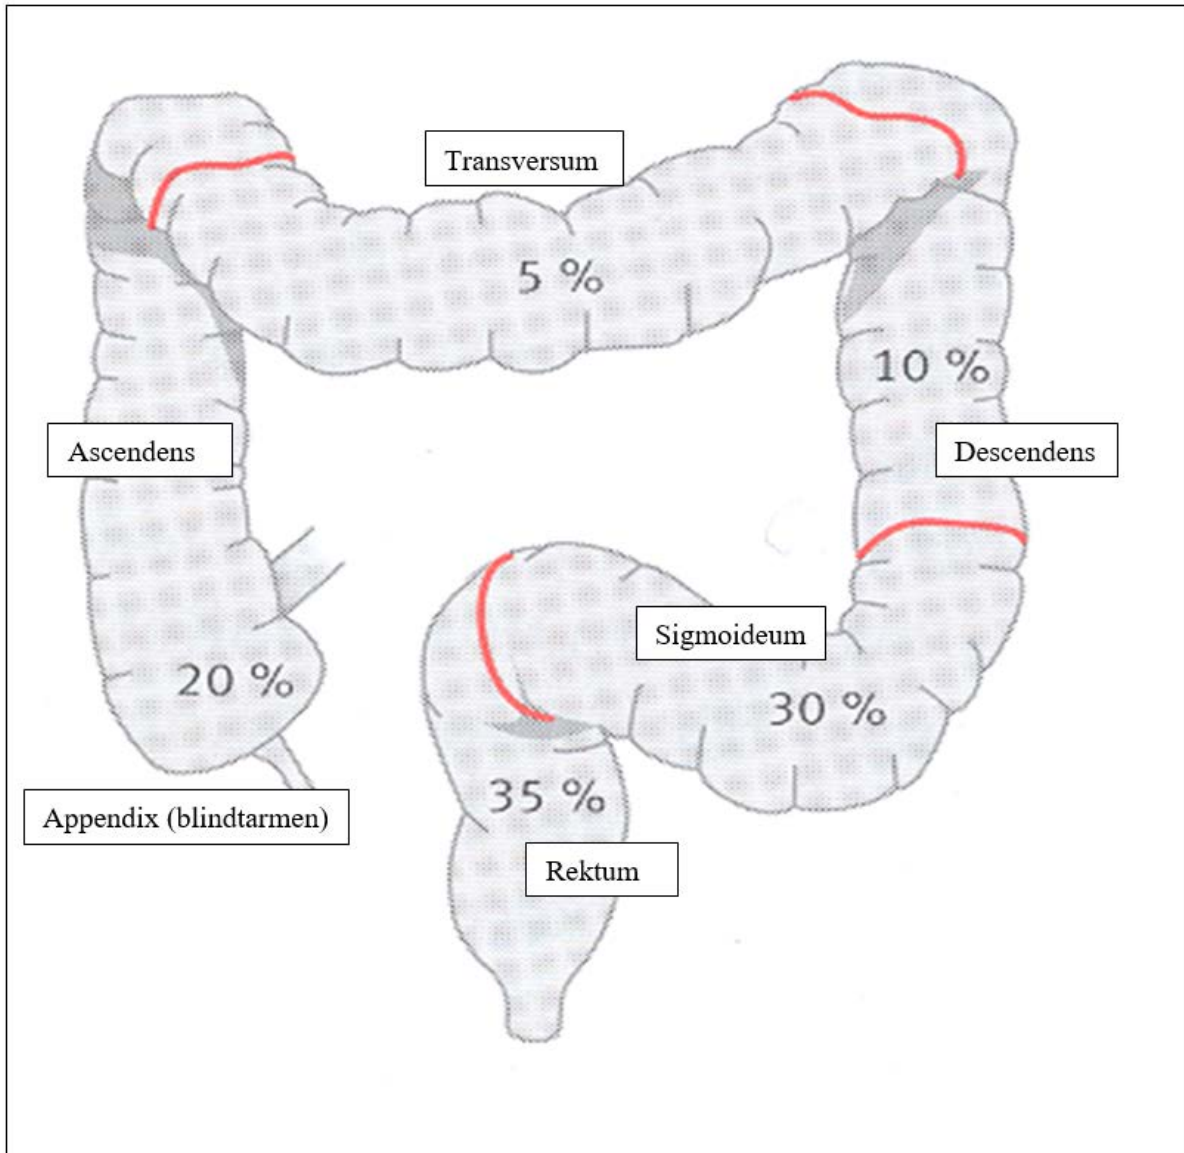 Transversum
5 %
10 %
Ascendens
Descendens
Sigmoideum
20 %
30 %
35 %
Appendix (blindtarmen)
Rektum